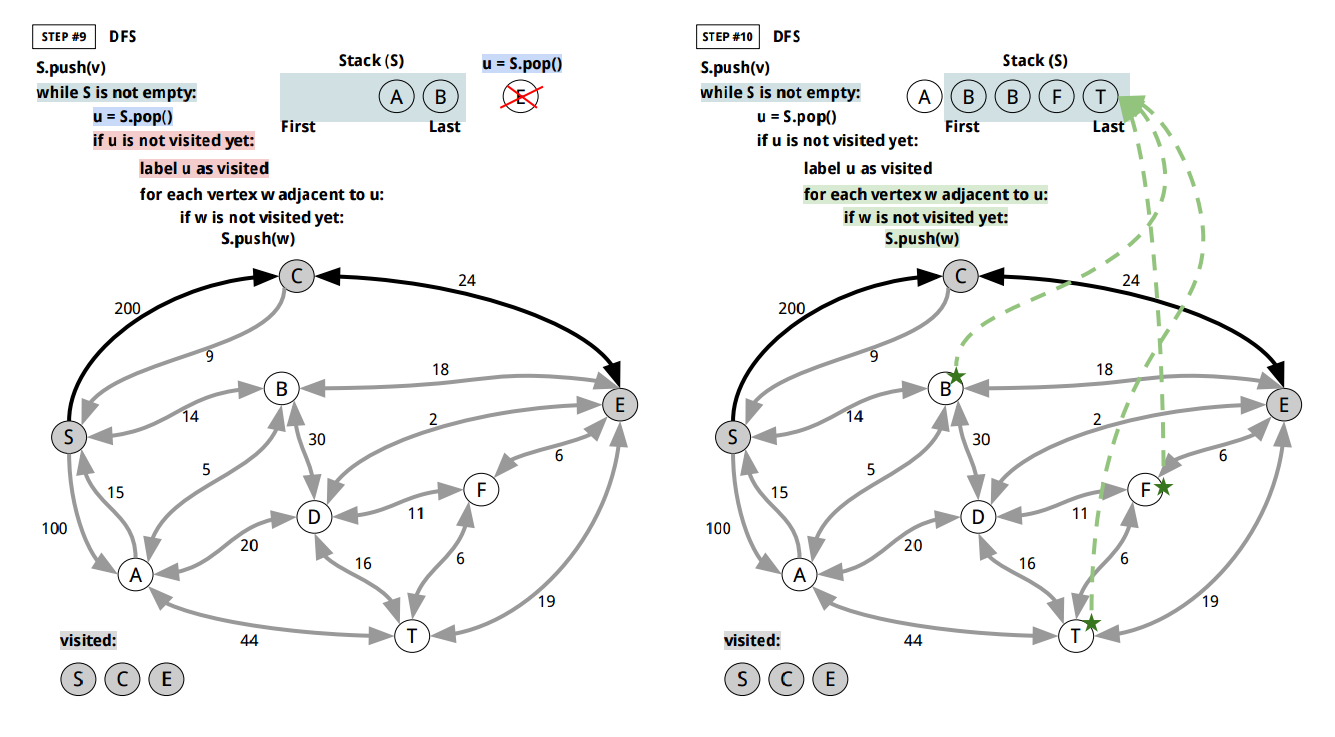 STEP #9 DFS
S.push(v)
while S is not empty:
u = S.pop()
if u is not visited yet:
label u as visited
for each vertex w adjacent to u:
if w is not visited yet:
S.push(w)
Stack (S)
A B
First Last
u = S.pop()
E
C
200
24
9
B
18
S
14
E
2
30
5
6
15
F
D
11
100
20
16
6
A
19
44
T
visited:
S C E
STEP #10 DFS
S.push(v)
while S is not empty:
u = S.pop()
if u is not visited yet:
label u as visited
for each vertex w adjacent to u:
if w is not visited yet:
S.push(w)
Stack (S)
A B B F T
First Last
C
200
24
9
B
18
S
14
E
2
30
5
6
15
F
D
11
100
20
16
6
A
19
44
T
visited:
S C E